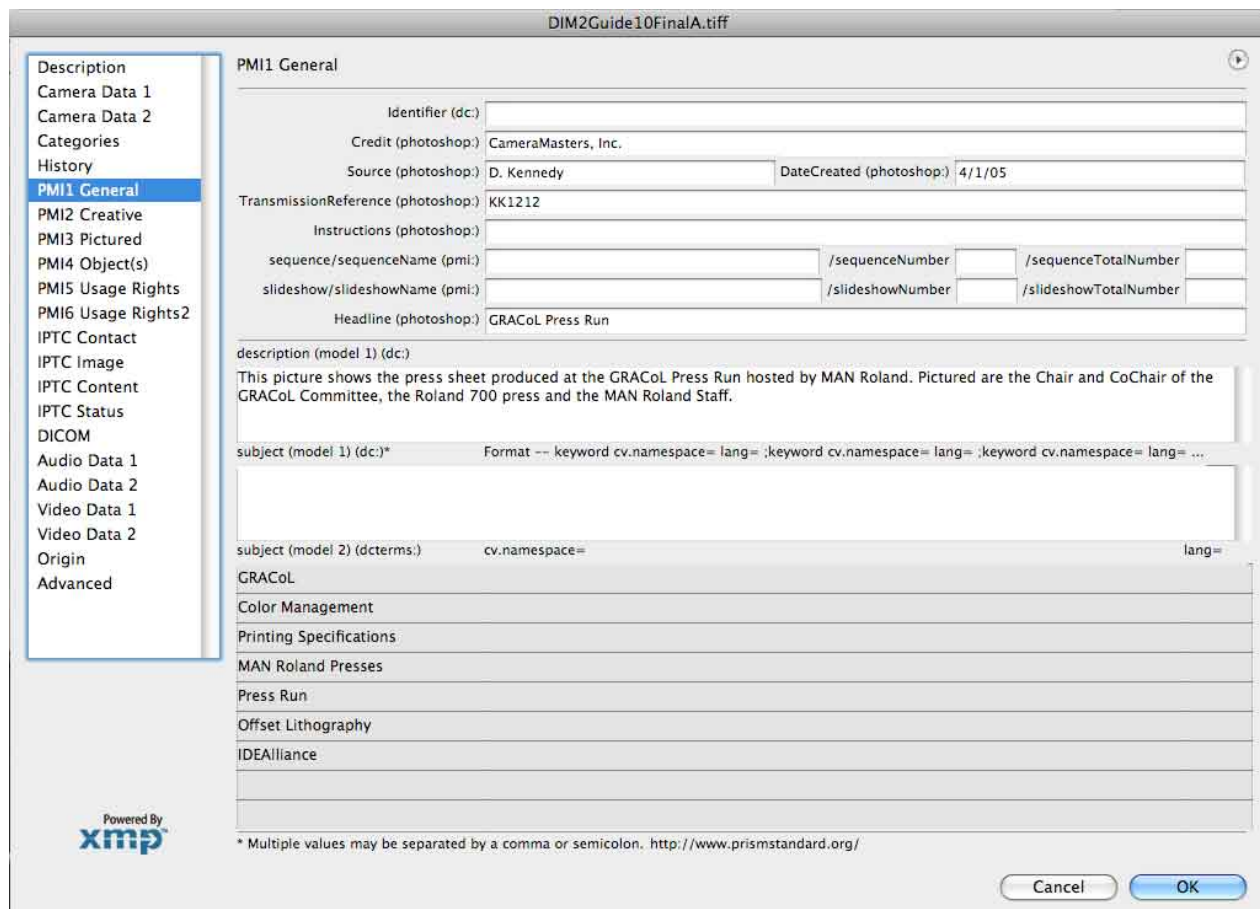 DIM2Guide10FinalA.tiff
Description
Camera Data 1
Camera Data 2
Categories
History
PMI1 General
PMI2 Creative
PMI3 Pictured
PMI4 Object(s)
PMI5 Usage Rights
PMI6 Usage Rights2
IPTC Contact
IPTC Image
IPTC Content
IPTC Status
DICOM
Audio Data 1
Audio Data 2
Video Data 1
Video Data 2
Origin
Advanced
Powered By
xmp™
PMI1 General
Identifier (dc:)
Credit (photoshop:) CameraMasters, Inc.
Source (photoshop:) D. Kennedy DateCreated (photoshop:) 4/1/05
TransmissionReference (photoshop:) KK1212
Instructions (photoshop:)
sequence/sequenceName (pmi:) /sequenceNumber /sequenceTotalNumber
slideshow/slideshowName (pmi:) /slideshowNumber /slideshowTotalNumber
Headline (photoshop:) GRACoL Press Run
description (model 1) (dc:)
This picture shows the press sheet produced at the GRACoL Press Run hosted by MAN Roland. Pictured are the Chair and CoChair of the
GRACoL Committee, the Roland 700 press and the MAN Roland Staff.
subject (model 1) (dc:)* Format -- keyword cv.namespace= lang= ;keyword cv.namespace= lang= ;keyword cv.namespace= lang= ...
subject (model 2) (dcterms:) cv.namespace= lang=
GRACoL
Color Management
Printing Specifications
MAN Roland Presses
Press Run
Offset Lithography
IDEAlliance
* Multiple values may be separated by a comma or semicolon. http://www.prismstandard.org/
Cancel OK